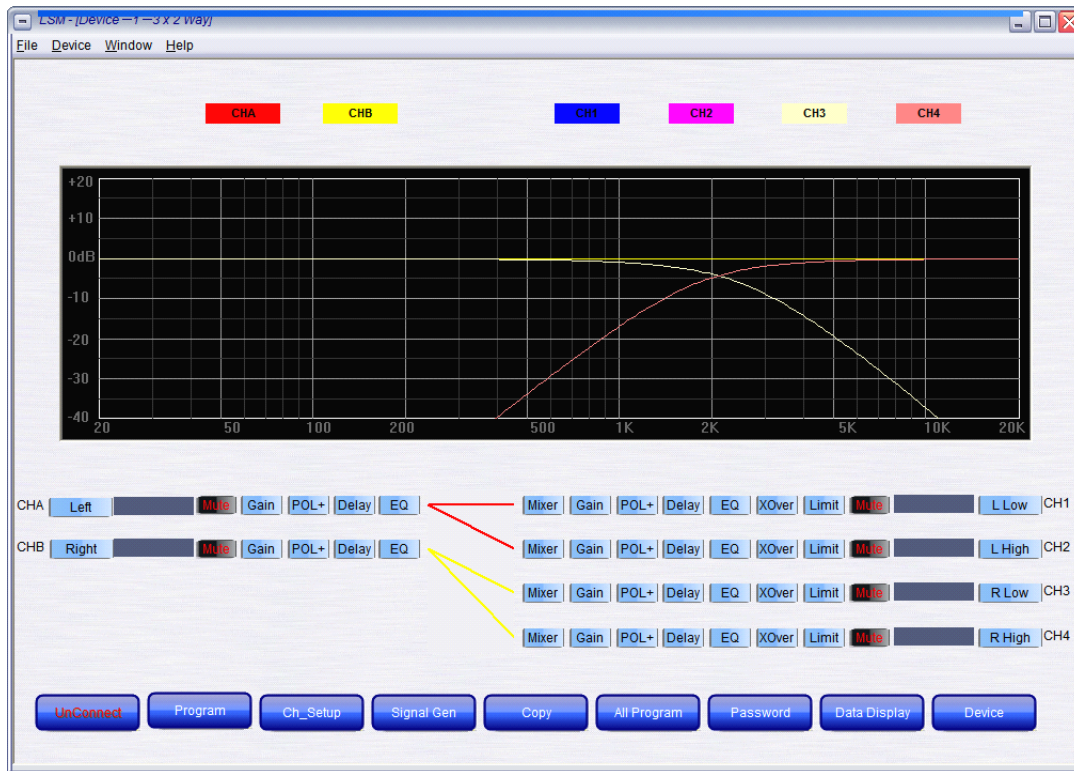 LSM - [Device —1 —3 x 2 Way]
File Device Window Help
CHA CHB CH1 CH2 CH3 CH4
+20
+10
0dB
-10
-20
-30
-40
20 50 100 200 500 1K 2K 5K 10K 20K
CHA Left Mute Gain POL+ Delay EQ Mixer Gain POL+ Delay EQ XOver Limit Mute L Low CH1
CHB Right Mute Gain POL+ Delay EQ Mixer Gain POL+ Delay EQ XOver Limit Mute L High CH2
Mixer Gain POL+ Delay EQ XOver Limit Mute R Low CH3
Mixer Gain POL+ Delay EQ XOver Limit Mute R High CH4
UnConnect Program Ch_Setup Signal Gen Copy All Program Password Data Display Device